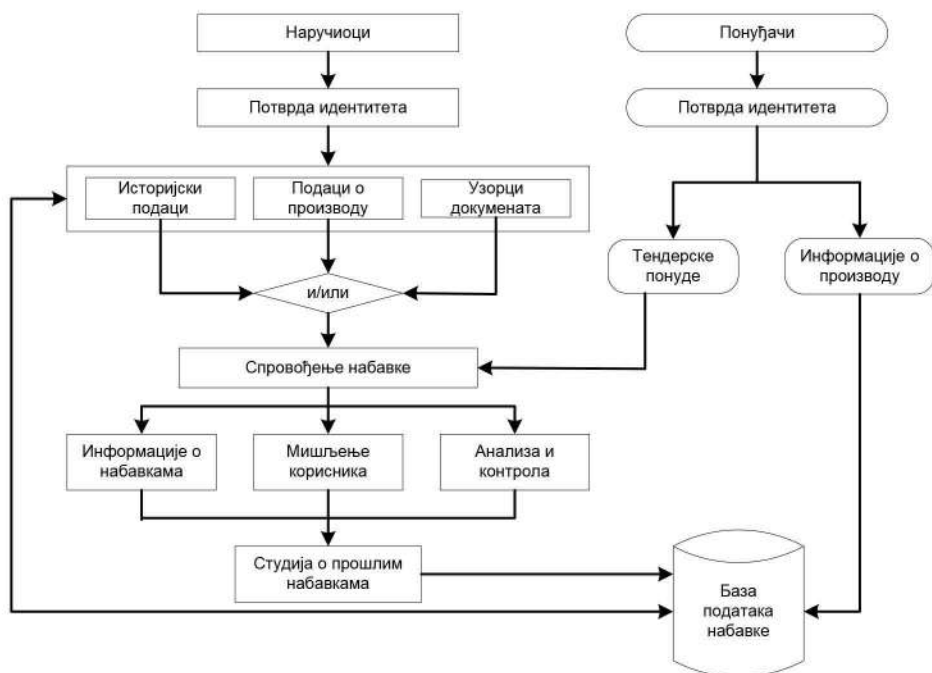 Наручиоци
Понуђачи
Потврда идентитета
Потврда идентитета
Историјски
подаци
Подаци о
производу
Узорци
докумената
Тендерске
понуде
Информације о
производу
и/или
Спровођење набавке
Информације о
набавкама
Мишљење
корисника
Анализа и
контрола
Студија о прошлим
набавкама
База
података
набавке